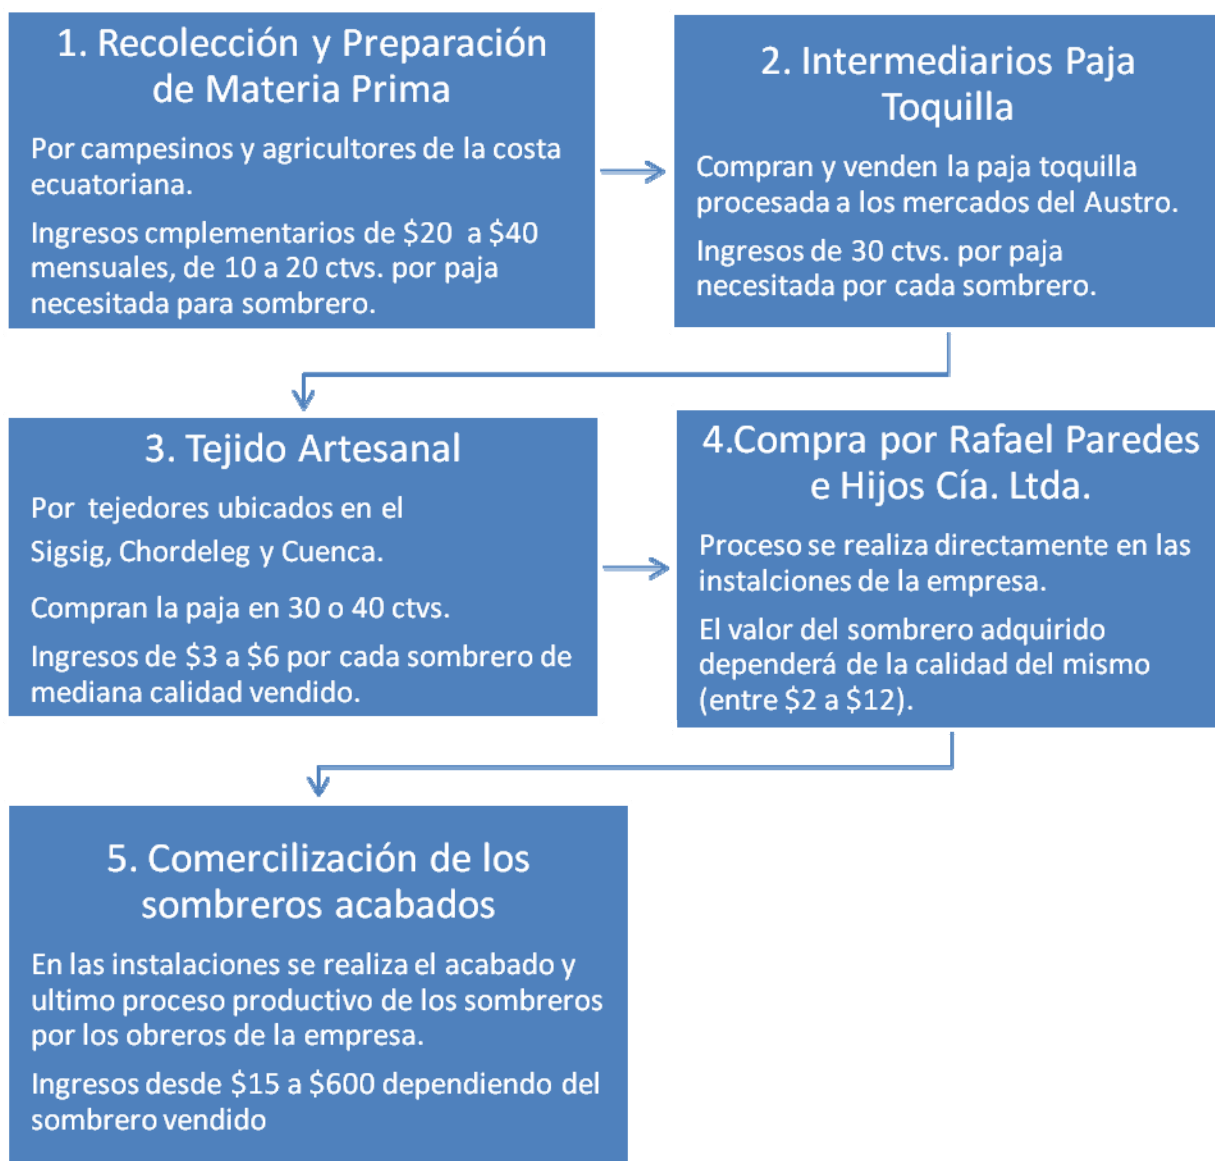 1. Recolección y Preparación
de Materia Prima
Por campesinos y agricultores de la costa
ecuatoriana.
Ingresos cmplementarios de $20 a $40
mensuales, de 10 a 20 ctvs. por paja
necesitada para sombrero.
2. Intermediarios Paja
Toquilla
Compran y venden la paja toquilla
procesada a los mercados del Austro.
Ingresos de 30 ctvs. por paja
necesitada por cada sombrero.
3. Tejido Artesanal
Por tejedores ubicados en el
Sigsig, Chordeleg y Cuenca.
Compran la paja en 30 o 40 ctvs.
Ingresos de $3 a $6 por cada sombrero de
mediana calidad vendido.
4.Compra por Rafael Paredes
e Hijos Cía. Ltda.
Proceso se realiza directamente en las
instalciones de la empresa.
El valor del sombrero adquirido
dependerá de la calidad del mismo
(entre $2 a $12).
5. Comercilización de los
sombreros acabados
En las instalaciones se realiza el acabado y
ultimo proceso productivo de los sombreros
por los obreros de la empresa.
Ingresos desde $15 a $600 dependiendo del
sombrero vendido